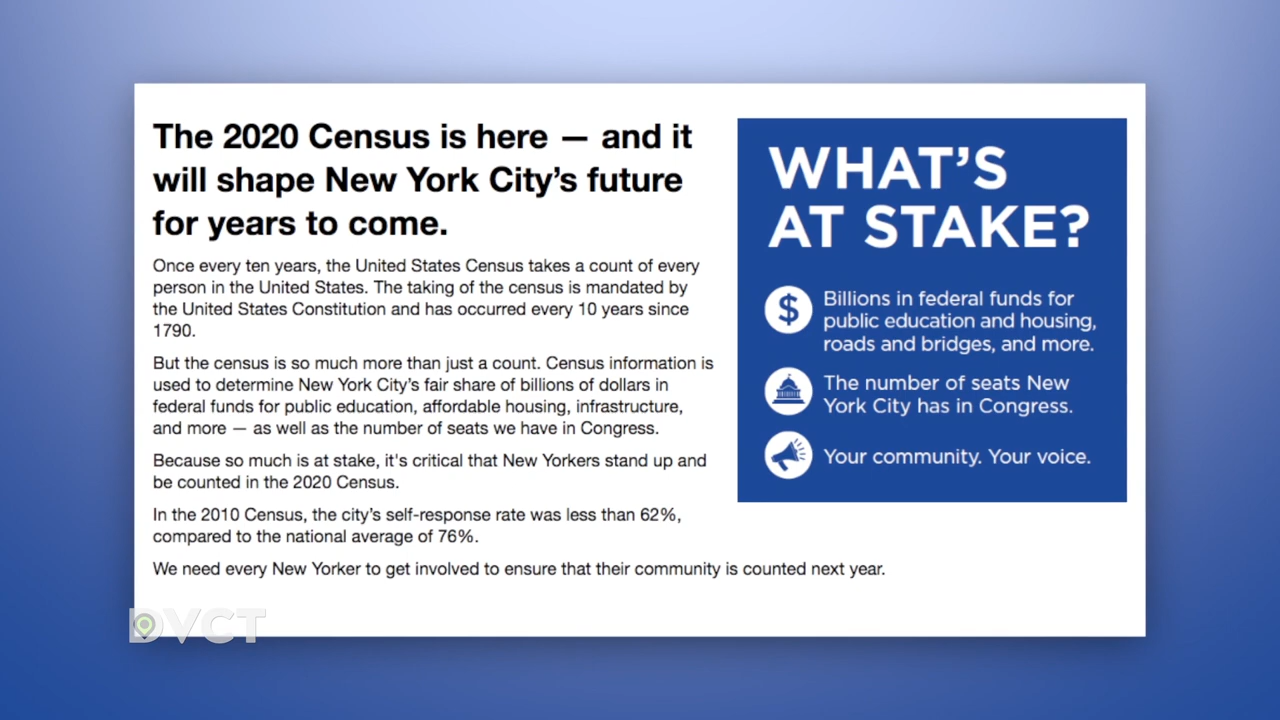 The 2020 Census is here — and it
will shape New York City's future
for years to come.
Once every ten years, the United States Census takes a count of every
person in the United States. The taking of the census is mandated by
the United States Constitution and has occurred every 10 years since
1790.
But the census is so much more than just a count. Census information is
used to determine New York City's fair share of billions of dollars in
federal funds for public education, affordable housing, infrastructure,
and more — as well as the number of seats we have in Congress.
Because so much is at stake, it's critical that New Yorkers stand up and
be counted in the 2020 Census.
In the 2010 Census, the city's self-response rate was less than 62%,
compared to the national average of 76%.
We need every New Yorker to get involved to ensure that their community is counted next year.
WHAT'S
AT STAKE?
Billions in federal funds for
public education and housing,
roads and bridges, and more.
The number of seats New
York City has in Congress.
Your community. Your voice.
DVCT